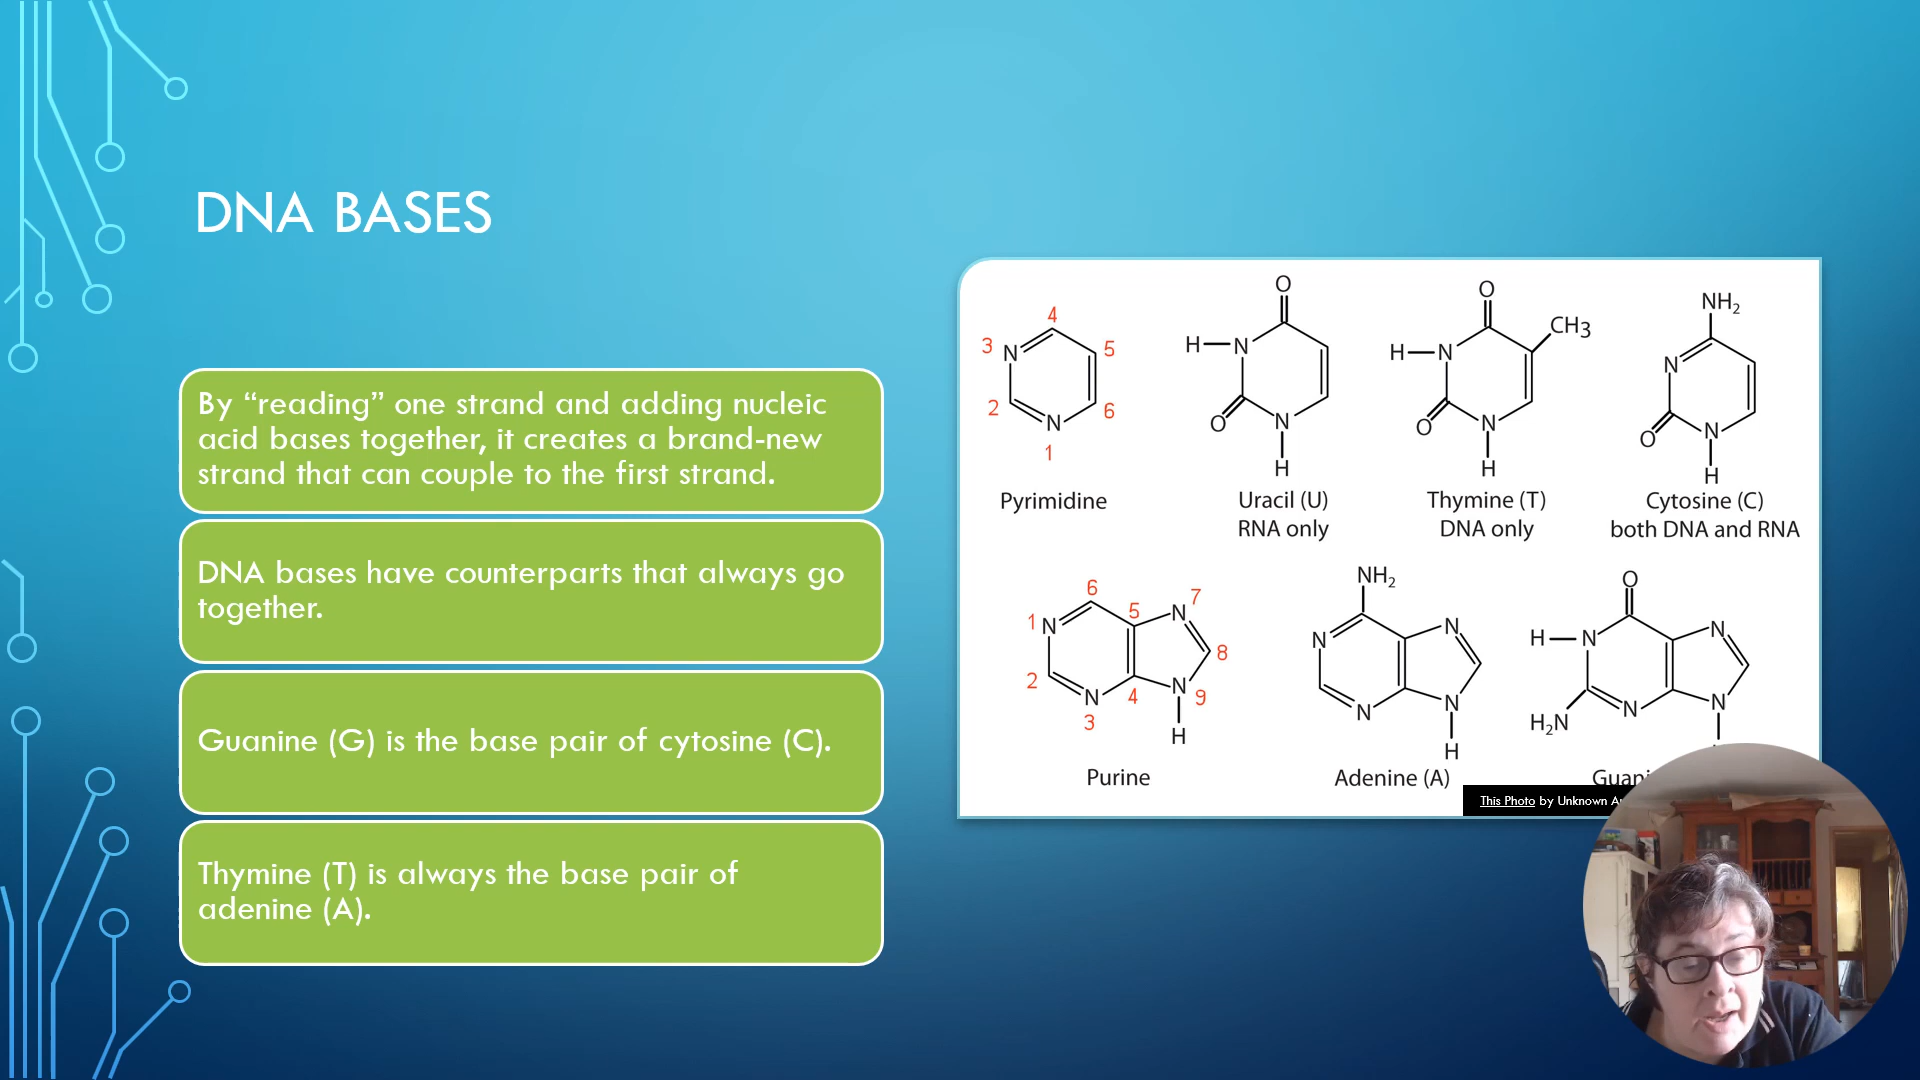 DNA BASES
By “reading” one strand and adding nucleic
acid bases together, it creates a brand-new
strand that can couple to the first strand.
DNA bases have counterparts that always go
together.
Guanine (G) is the base pair of cytosine (C).
Thymine (T) is always the base pair of
adenine (A).
4
3 N 5
2 N 6
1
Pyrimidine
O
H N
O N
H
Uracil (U)
RNA only
O
CH3
H N
O N
H
Thymine (T)
DNA only
NH₂
N
O N
H
Cytosine (C)
both DNA and RNA
6
1 N 5 N 7
8
2 N 4 N 9
3 H
Purine
NH₂
N N
N N
H
Adenine (A)
O
H N N
H₂N N N
This Photo by Unknown